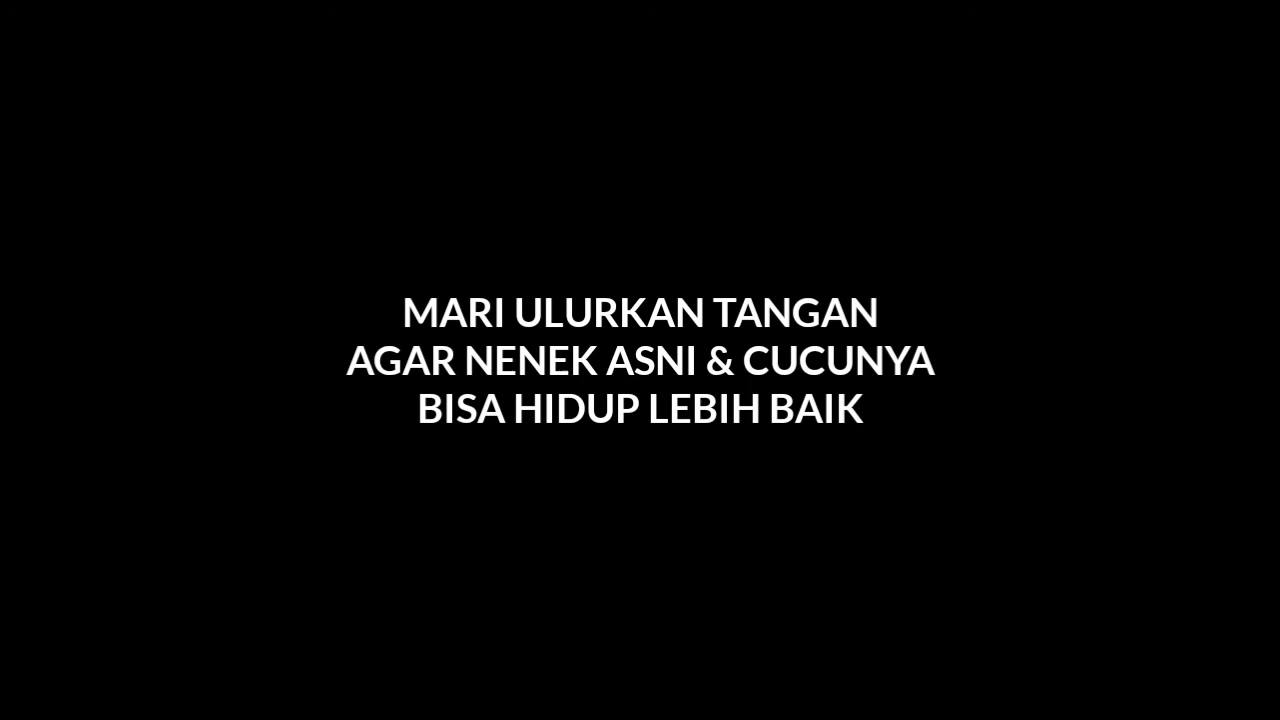 MARI ULURKAN TANGAN
AGAR NENEK ASNI & CUCUNYA
BISA HIDUP LEBIH BAIK